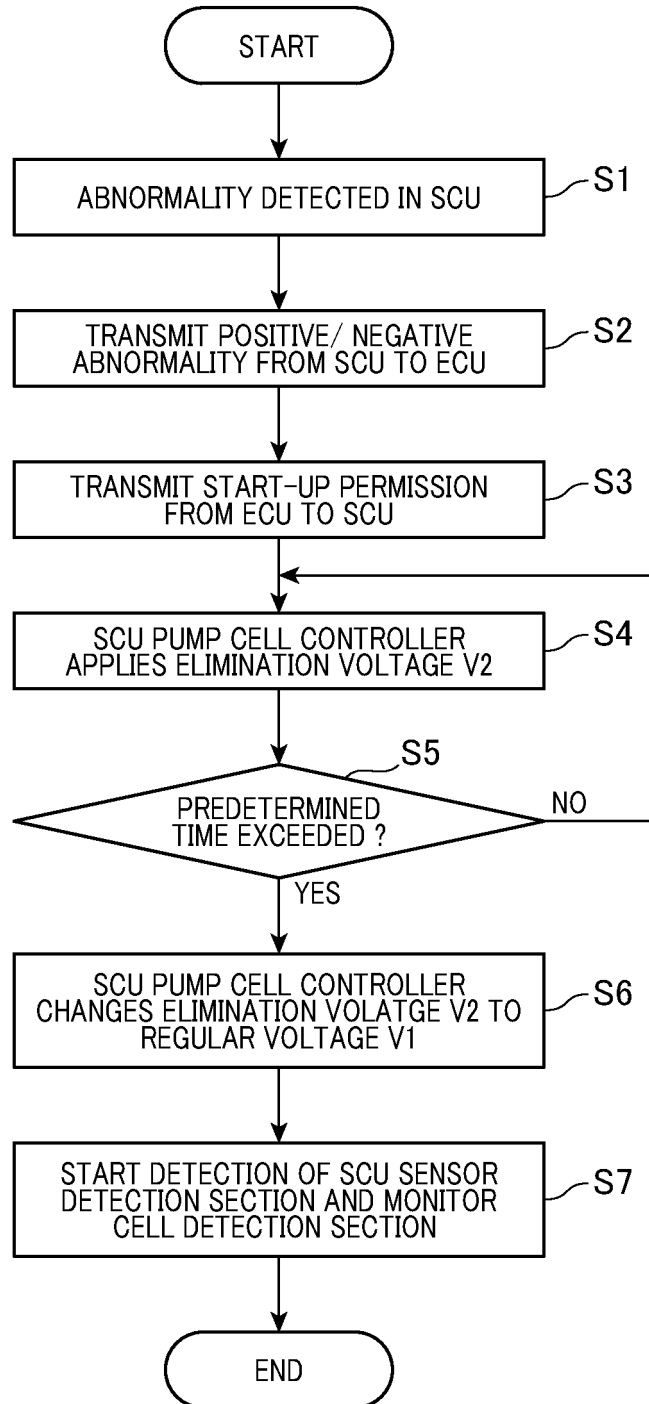 START
ABNORMALITY DETECTED IN SCU
S1
TRANSMIT POSITIVE/ NEGATIVE
ABNORMALITY FROM SCU TO ECU
S2
TRANSMIT START-UP PERMISSION
FROM ECU TO SCU
S3
SCU PUMP CELL CONTROLLER
APPLIES ELIMINATION VOLTAGE V2
S4
S5
PREDETERMINED
TIME EXCEEDED ?
NO
YES
SCU PUMP CELL CONTROLLER
CHANGES ELIMINATION VOLATGE V2 TO
REGULAR VOLTAGE V1
S6
START DETECTION OF SCU SENSOR
DETECTION SECTION AND MONITOR
CELL DETECTION SECTION
S7
END